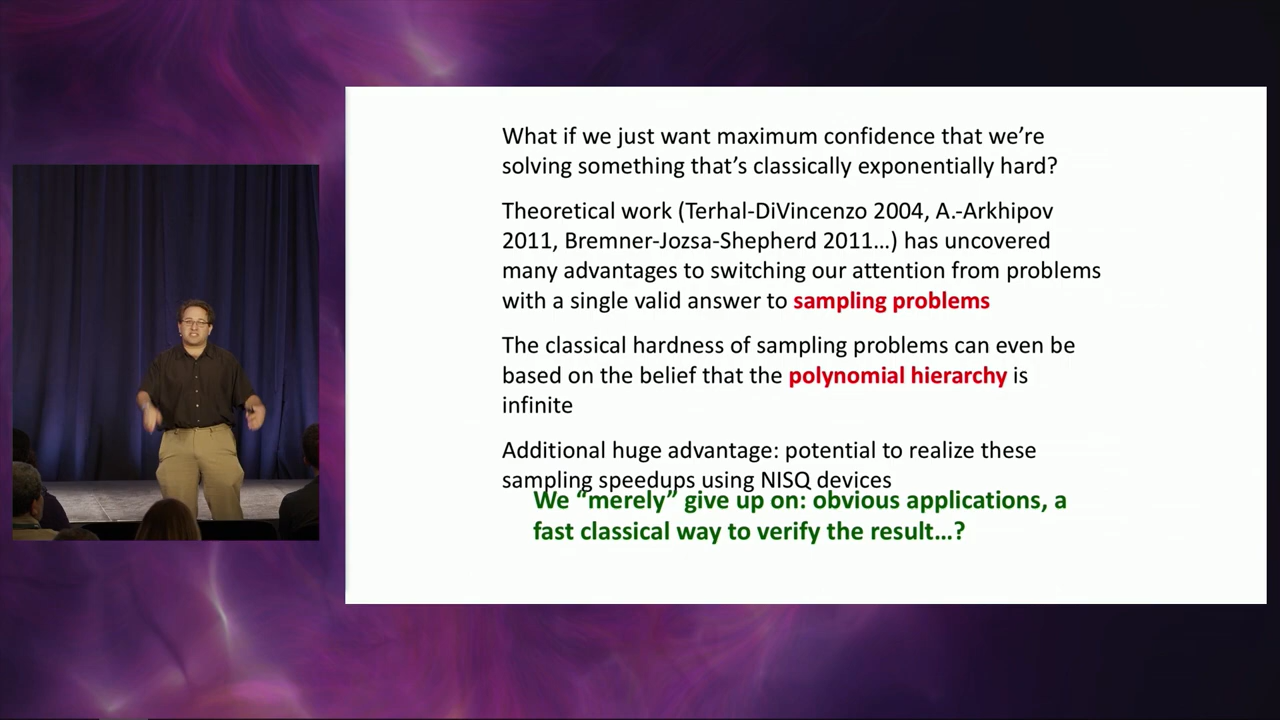 What if we just want maximum confidence that we're
solving something that's classically exponentially hard?
Theoretical work (Terhal-DiVincenzo 2004, A.-Arkhipov
2011, Bremner-Jozsa-Shepherd 2011…) has uncovered
many advantages to switching our attention from problems
with a single valid answer to sampling problems
The classical hardness of sampling problems can even be
based on the belief that the polynomial hierarchy is
infinite
Additional huge advantage: potential to realize these
sampling speedups using NISQ devices
We “merely” give up on: obvious applications, a
fast classical way to verify the result…?